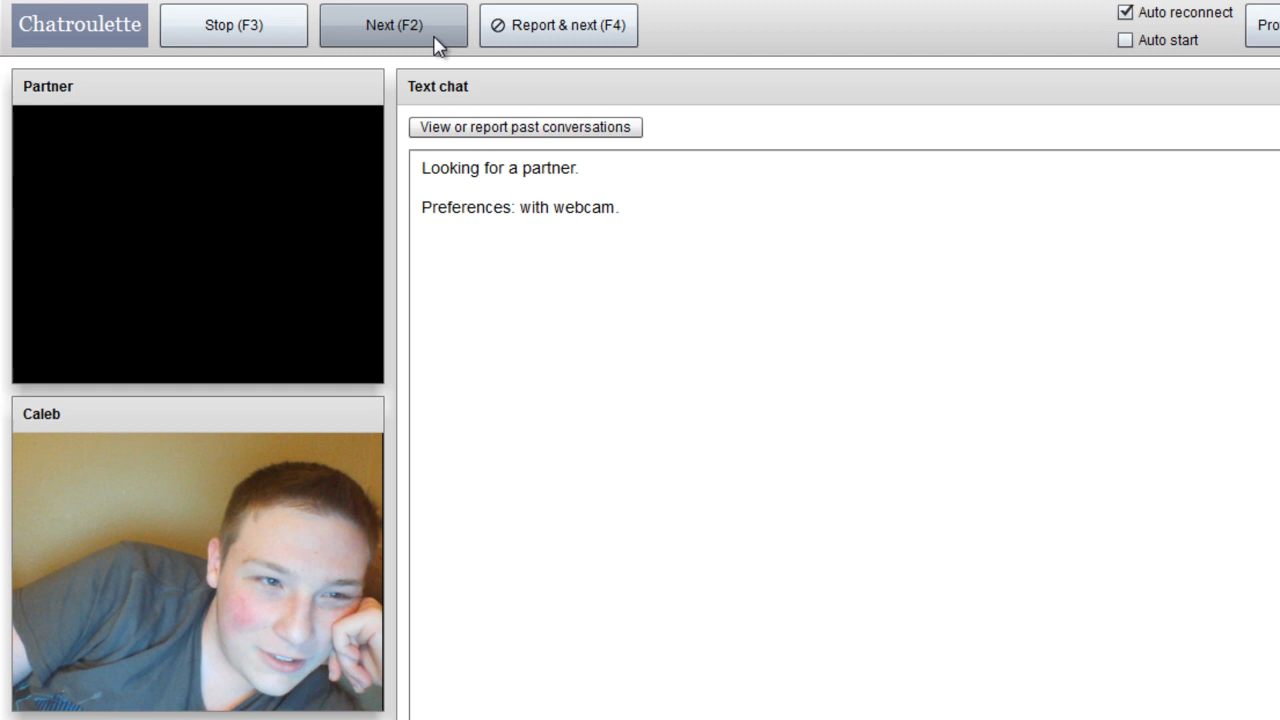 Chatroulette
Stop (F3)
Next (F2)
Report & next (F4)
Auto reconnect
Auto start
Pro
Partner
Text chat
View or report past conversations
Looking for a partner.
Preferences: with webcam.
Caleb